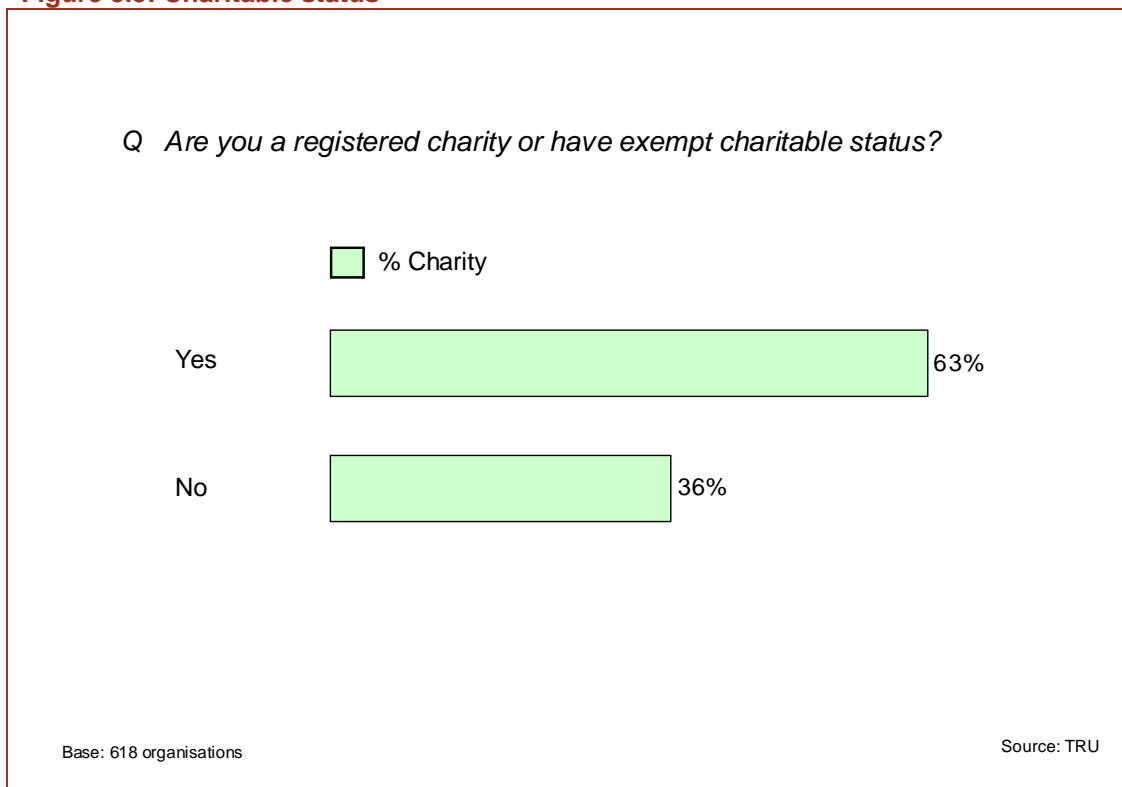 Q Are you a registered charity or have exempt charitable status?
% Charity
Yes
63%
No
36%
Base: 618 organisations
Source: TRU